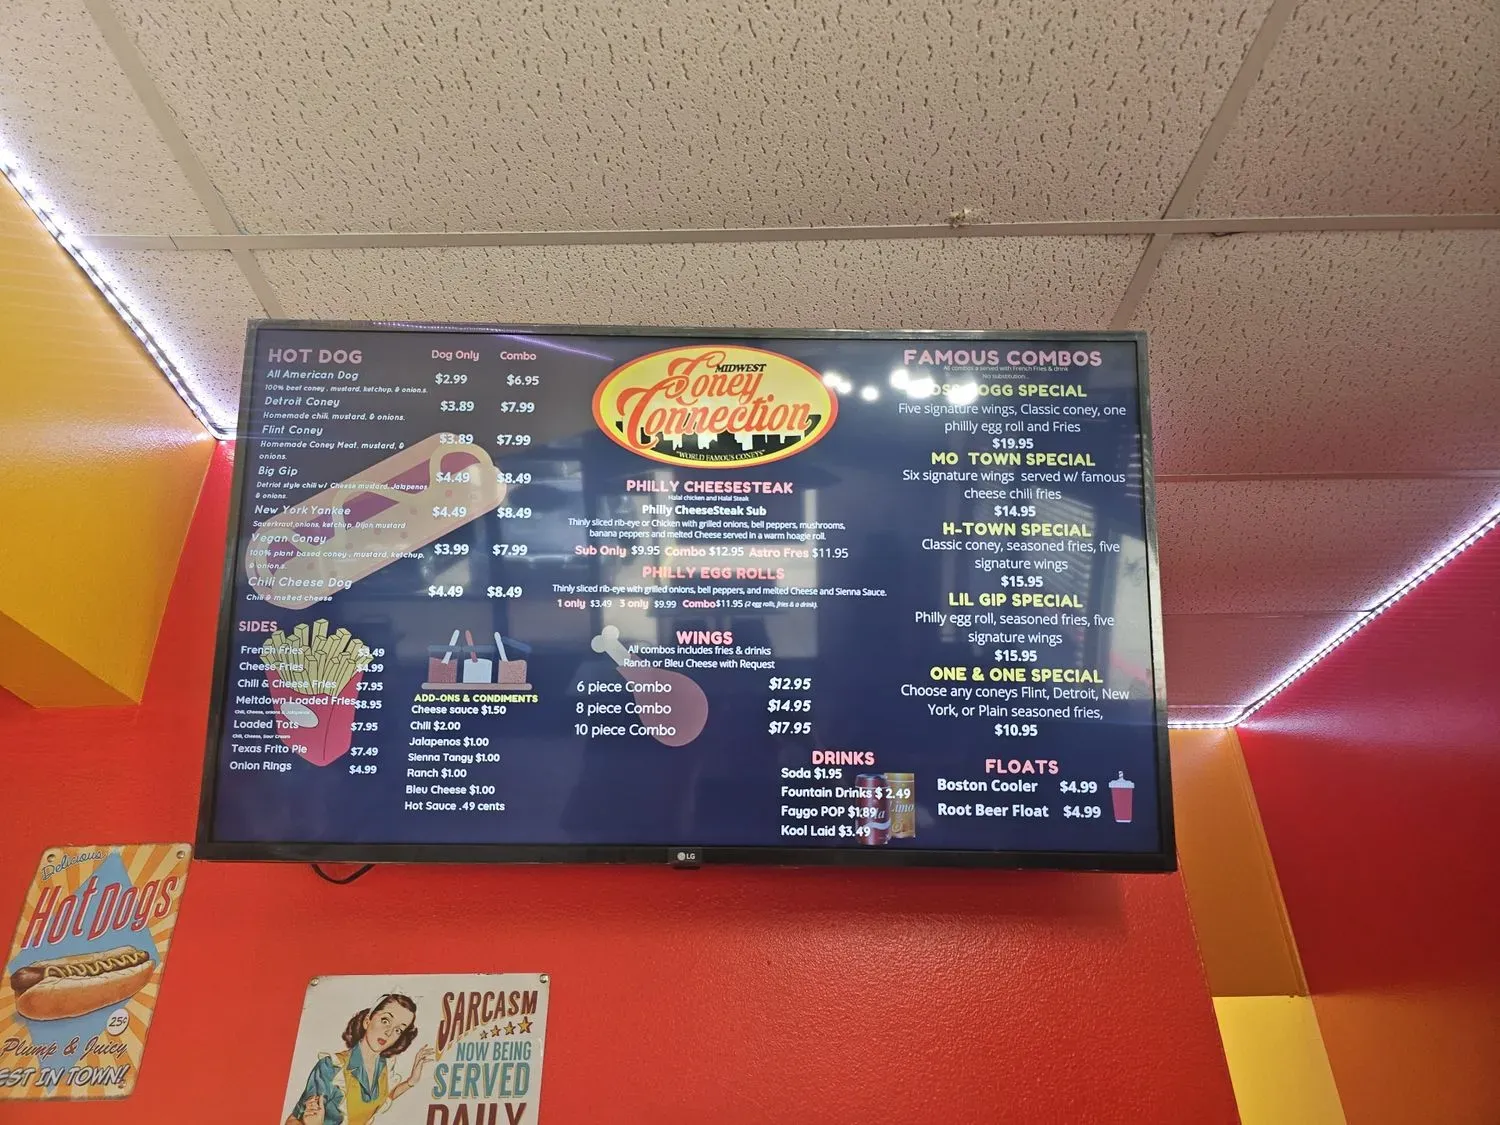 HOT DOG
Dog Only
Combo
All American Dog
$2.99
$6.95
100% beef coney , mustard, ketchup, & onion.s.
Detroit Coney
$3.89
$7.99
Homemade chili, mustard, & onions.
Flint Coney
$3.89
$7.99
Homemade Coney Meat, mustard, &
onions.
Big Gip
$4.49
$8.49
Detriot style chili w/ Cheese mustard, Jalapenos
& onions.
New York Yankee
$4.49
$8.49
Sauerkraut,onions, ketchup, Dijon mustard
Vegan Coney
$3.99
$7.99
100% plant based coney , mustard, ketchup,
& onion.s.
Chili Cheese Dog
$4.49
$8.49
Chili & melted cheese
SIDES
French Fries
$3.49
Cheese Fries
$4.99
Chili & Cheese Fries
$7.95
Meltdown Loaded Fries
$8.95
Chili, Cheese, onions & Jalapenos
Loaded Tots
$7.95
Chili, Cheese, Sour Cream
Texas Frito Pie
$7.49
Onion Rings
$4.99
ADD-ONS & CONDIMENTS
Cheese sauce $1.50
Chili $2.00
Jalapenos $1.00
Sienna Tangy $1.00
Ranch $1.00
Bleu Cheese $1.00
Hot Sauce .49 cents
MIDWEST
Coney
Connection
"WORLD FAMOUS CONEYS"
PHILLY CHEESESTEAK
Halal chicken and Halal Steak
Philly CheeseSteak Sub
Thinly sliced rib-eye or Chicken with grilled onions, bell peppers, mushrooms,
banana peppers and melted Cheese served in a warm hoagie roll.
Sub Only $9.95 Combo $12.95 Astro Fres $11.95
PHILLY EGG ROLLS
Thinly sliced rib-eye with grilled onions, bell peppers, and melted Cheese and Sienna Sauce.
1 only $3.49 3 only $9.99 Combo$11.95 (2 egg rolls, fries & a drink).
WINGS
All combos includes fries & drinks
Ranch or Bleu Cheese with Request
6 piece Combo
$12.95
8 piece Combo
$14.95
10 piece Combo
$17.95
DRINKS
Soda $1.95
Fountain Drinks $ 2.49
Faygo POP $1.89
Kool Laid $3.49
FAMOUS COMBOS
All combos a served with French Fries & drink
No substitution.
OGG SPECIAL
Five signature wings, Classic coney, one
phillly egg roll and Fries
$19.95
MO TOWN SPECIAL
Six signature wings served w/ famous
cheese chili fries
$14.95
H-TOWN SPECIAL
Classic coney, seasoned fries, five
signature wings
$15.95
LIL GIP SPECIAL
Philly egg roll, seasoned fries, five
signature wings
$15.95
ONE & ONE SPECIAL
Choose any coneys Flint, Detroit, New
York, or Plain seasoned fries,
$10.95
FLOATS
Boston Cooler
$4.99
Root Beer Float
$4.99
LG
Delicious
Hot Dogs
25¢
Plump & Juicy
EST IN TOWN!
SARCASM
NOW BEING
SERVED
DAILY